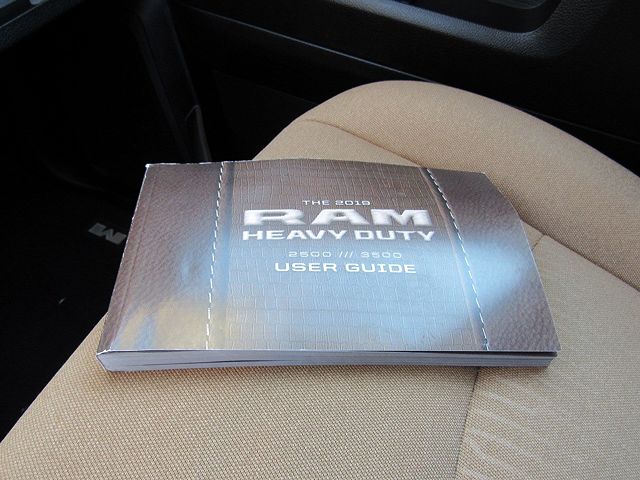 THE 2018
RAM
HEAVY DUTY
2500 /// 3500
USER GUIDE